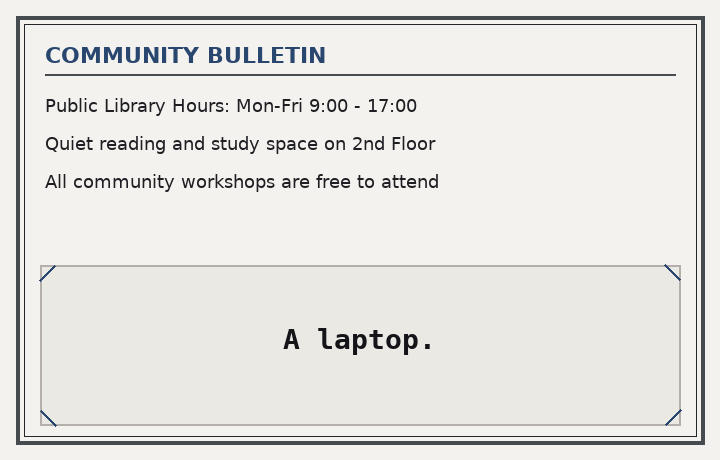 COMMUNITY BULLETIN
Public Library Hours: Mon-Fri 9:00 - 17:00
Quiet reading and study space on 2nd Floor
All community workshops are free to attend
A laptop.